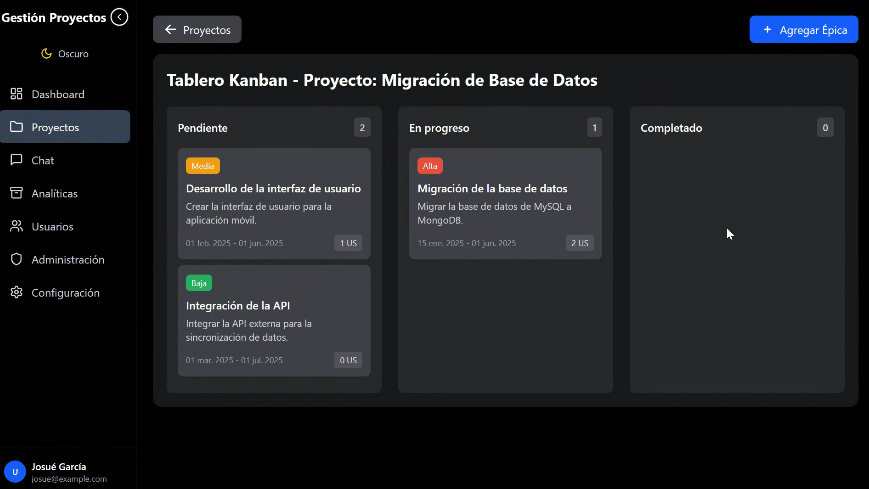 Gestión Proyectos
Oscuro
Dashboard
Proyectos
Chat
Analíticas
Usuarios
Administración
Configuración
U
Josué García
josue@example.com
Proyectos
Agregar Épica
Tablero Kanban - Proyecto: Migración de Base de Datos
Pendiente
2
Media
Desarrollo de la interfaz de usuario
Crear la interfaz de usuario para la
aplicación móvil.
01 feb. 2025 - 01 jun. 2025
1 US
Baja
Integración de la API
Integrar la API externa para la
sincronización de datos.
01 mar. 2025 - 01 jul. 2025
0 US
En progreso
1
Alta
Migración de la base de datos
Migrar la base de datos de MySQL a
MongoDB.
15 ene. 2025 - 01 jun. 2025
2 US
Completado
0